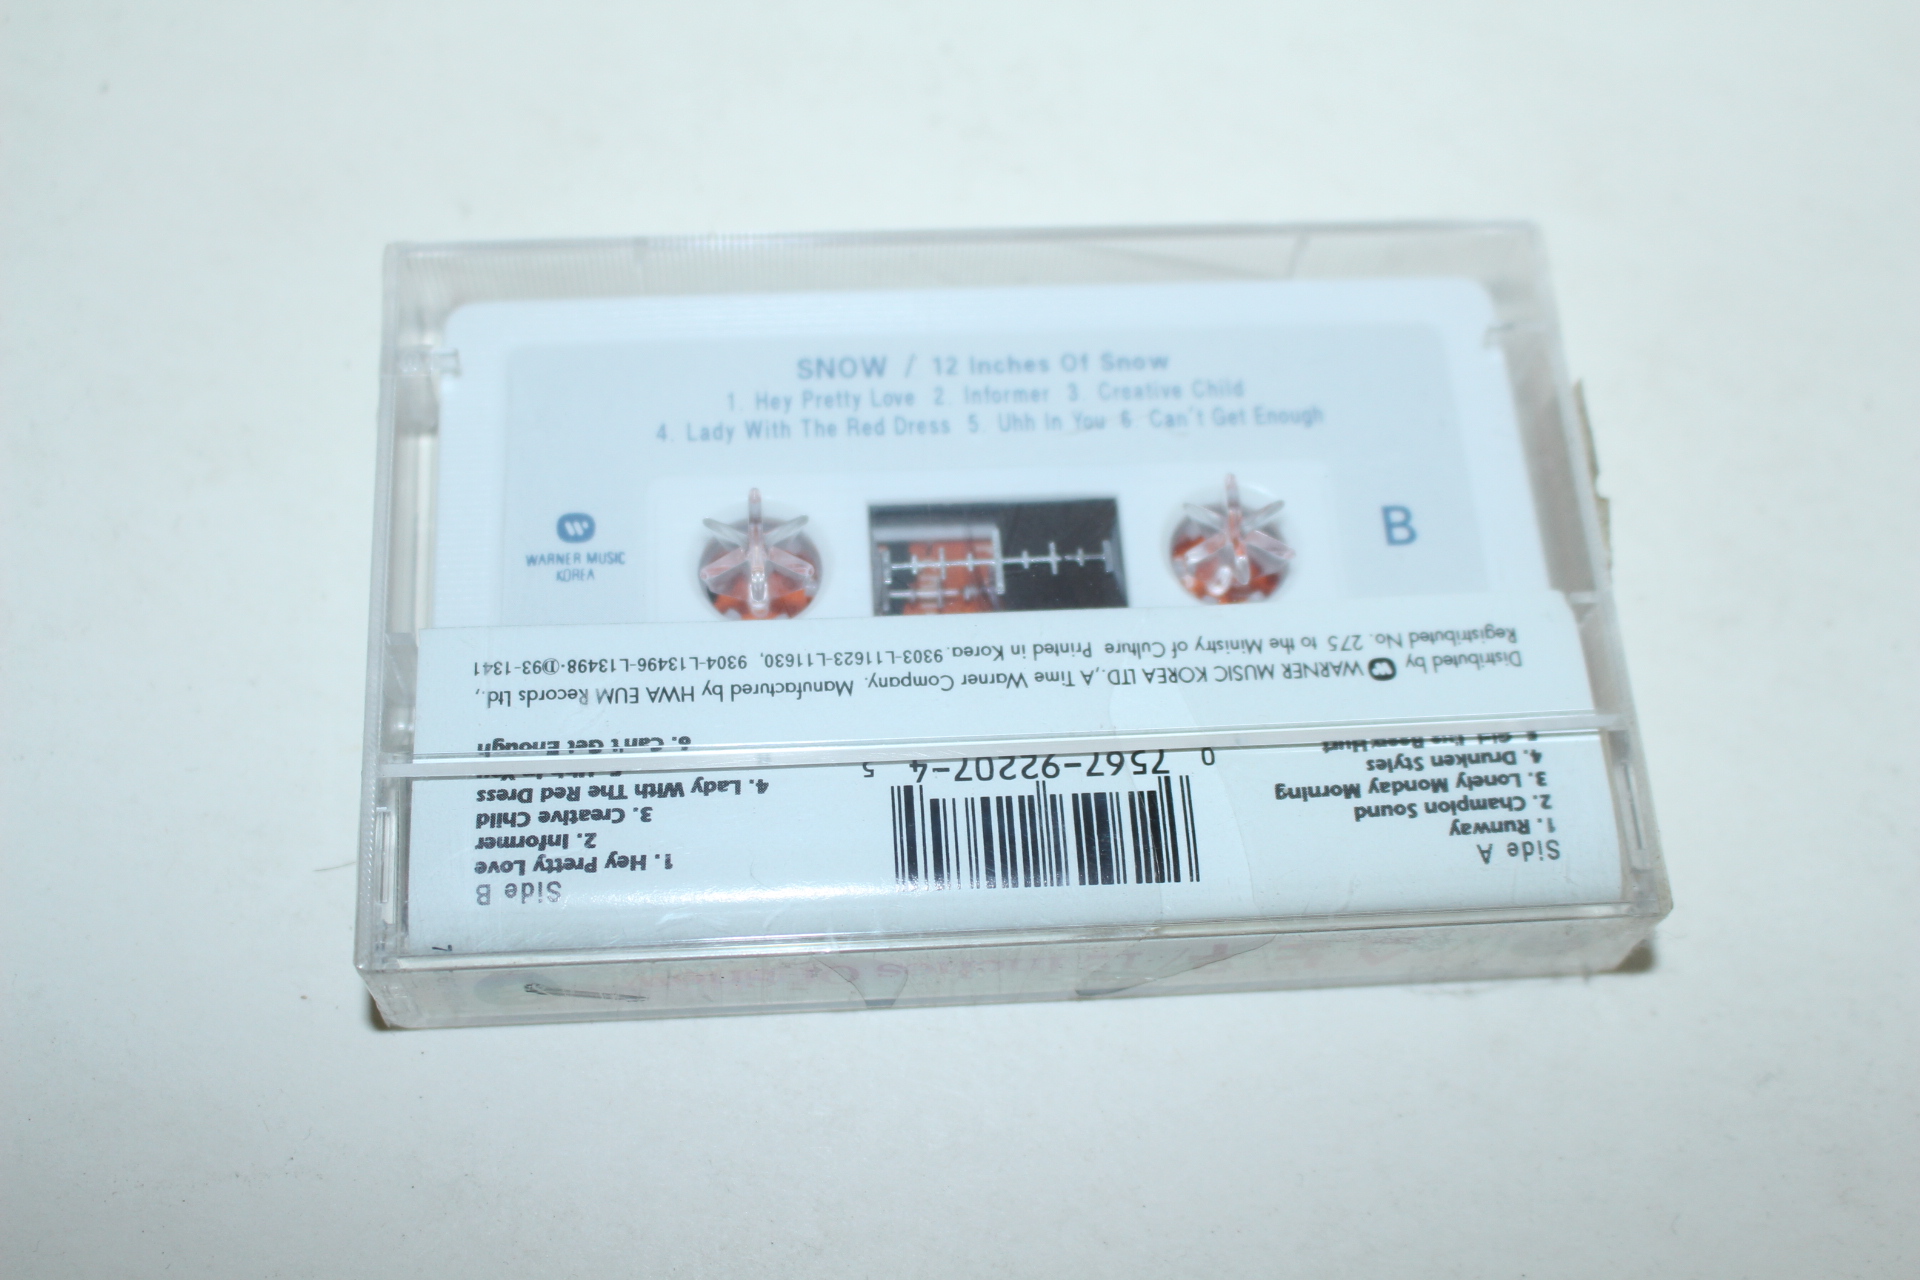 SNOW / 12 Inches Of Snow
1. Hey Pretty Love 2. Informer 3. Creative Child
4. Lady With The Red Dress 5. Uhh In You 6. Can't Get Enough
WARNER MUSIC
KOREA
B
Side A
1. Runway
2. Champion Sound
3. Lonely Monday Morning
4. Drunken Styles
0 7567-92207-4 5
Side B
1. Hey Pretty Love
2. Informer
3. Creative Child
4. Lady With The Red Dress
6. Can't Get Enough
Distributed by WARNER MUSIC KOREA LTD., A Time Warner Company. Manufactured by HWA EUM Records Ltd.,
Registributed No. 275 to the Ministry of Culture Printed in Korea. 9303-L11623-L11630, 9304-L13496-L13498·Ⓓ93-1341
7